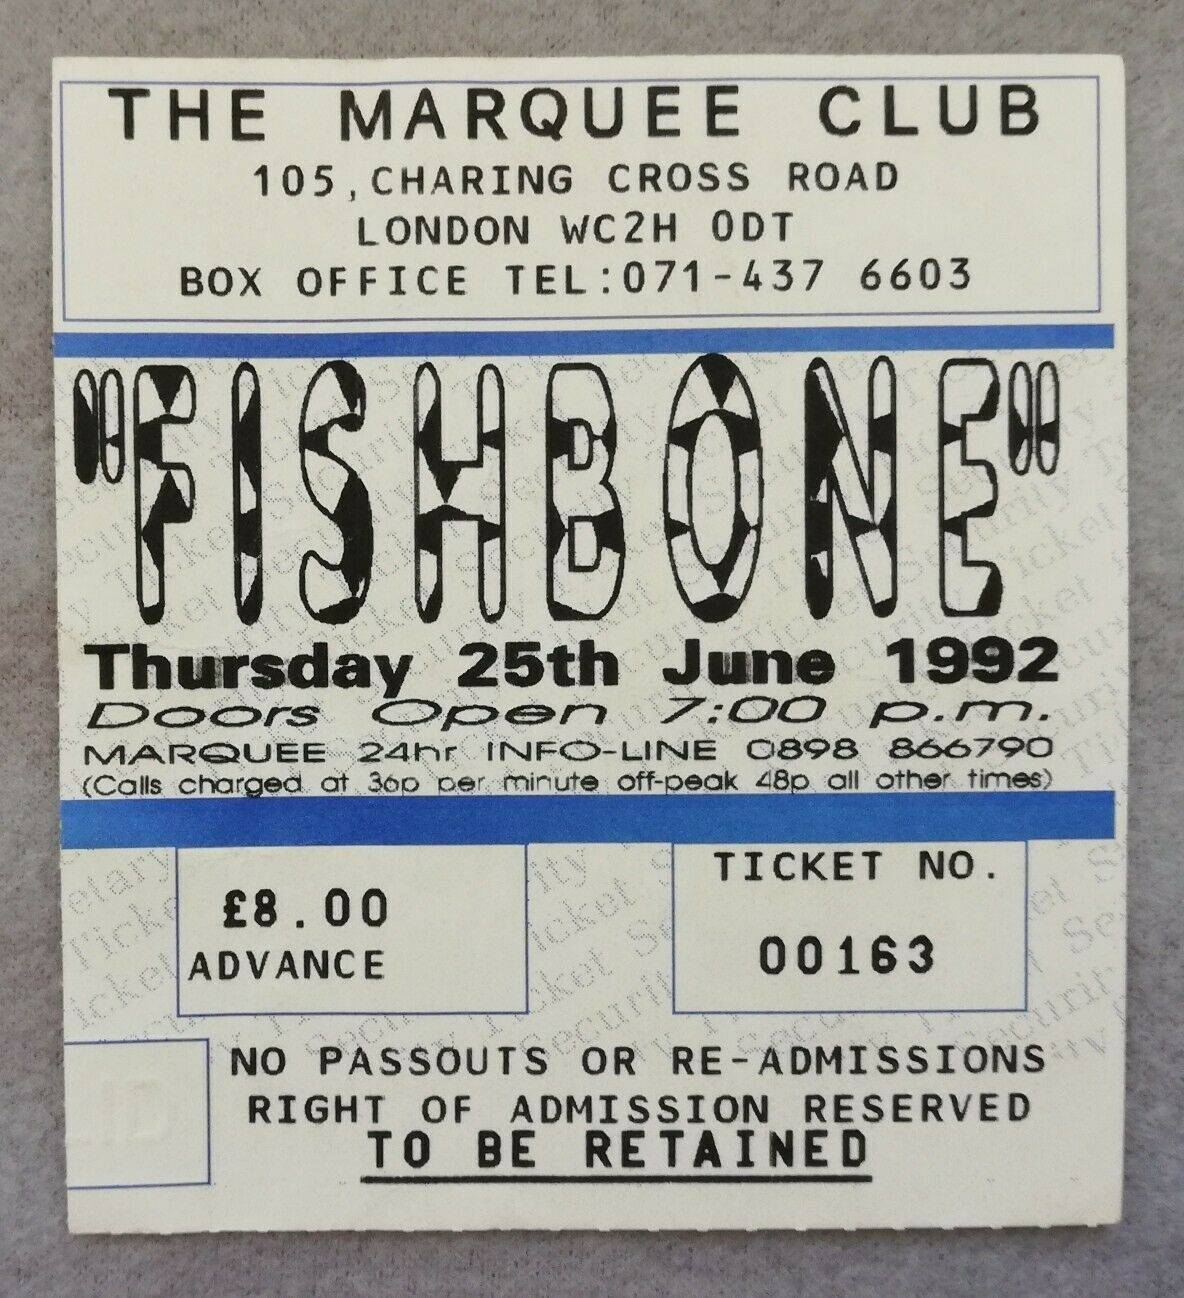 THE MARQUEE CLUB
105, CHARING CROSS ROAD
LONDON WC2H 0DT
BOX OFFICE TEL:071-437 6603
"FISHBONE"
Thursday 25th June 1992
Doors Open 7:00 p.m.
MARQUEE 24hr INFO-LINE 0898 866790
(Calls charged at 36p per minute off-peak 48p all other times)
£8.00
ADVANCE
TICKET NO.
00163
NO PASSOUTS OR RE-ADMISSIONS
RIGHT OF ADMISSION RESERVED
TO BE RETAINED